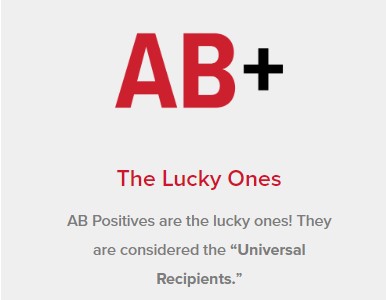 AB+
The Lucky Ones
AB Positives are the lucky ones! They
are considered the “Universal
Recipients.”